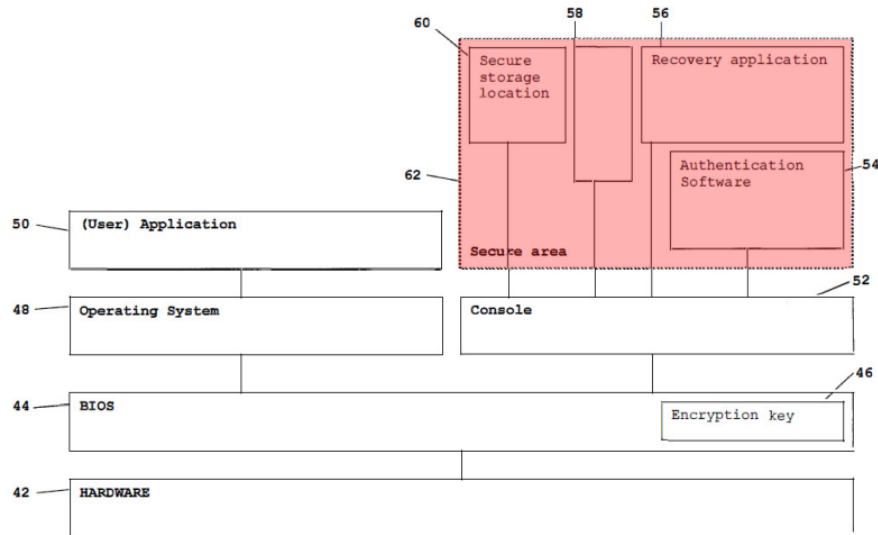 60
58
56
Secure
storage
location
Recovery application
Authentication
Software
54
62
Secure area
50
(User) Application
52
48
Operating System
Console
46
44
BIOS
Encryption key
42
HARDWARE